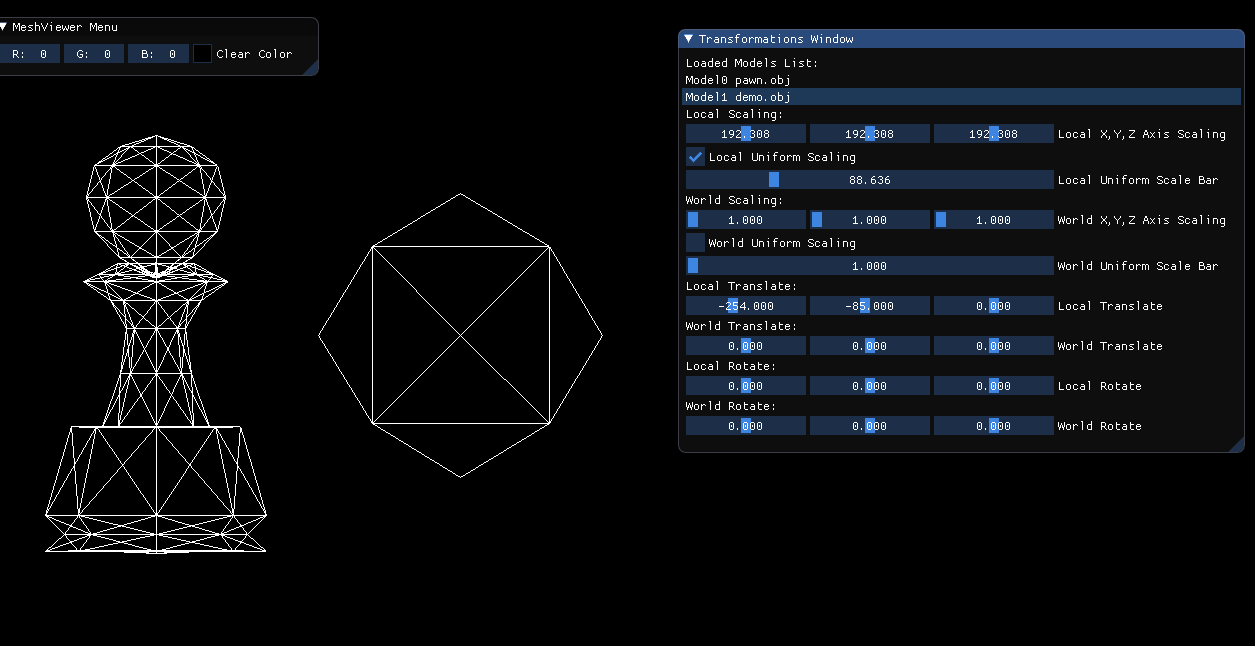 MeshViewer Menu
R: 0 G: 0 B: 0 Clear Color
Transformations Window
Loaded Models List:
Model0 pawn.obj
Model1 demo.obj
Local Scaling:
192.308 192.308 192.308 Local X,Y,Z Axis Scaling
Local Uniform Scaling
88.636 Local Uniform Scale Bar
World Scaling:
1.000 1.000 1.000 World X,Y,Z Axis Scaling
World Uniform Scaling
1.000 World Uniform Scale Bar
Local Translate:
-254.000 -85.000 0.000 Local Translate
World Translate:
0.000 0.000 0.000 World Translate
Local Rotate:
0.000 0.000 0.000 Local Rotate
World Rotate:
0.000 0.000 0.000 World Rotate